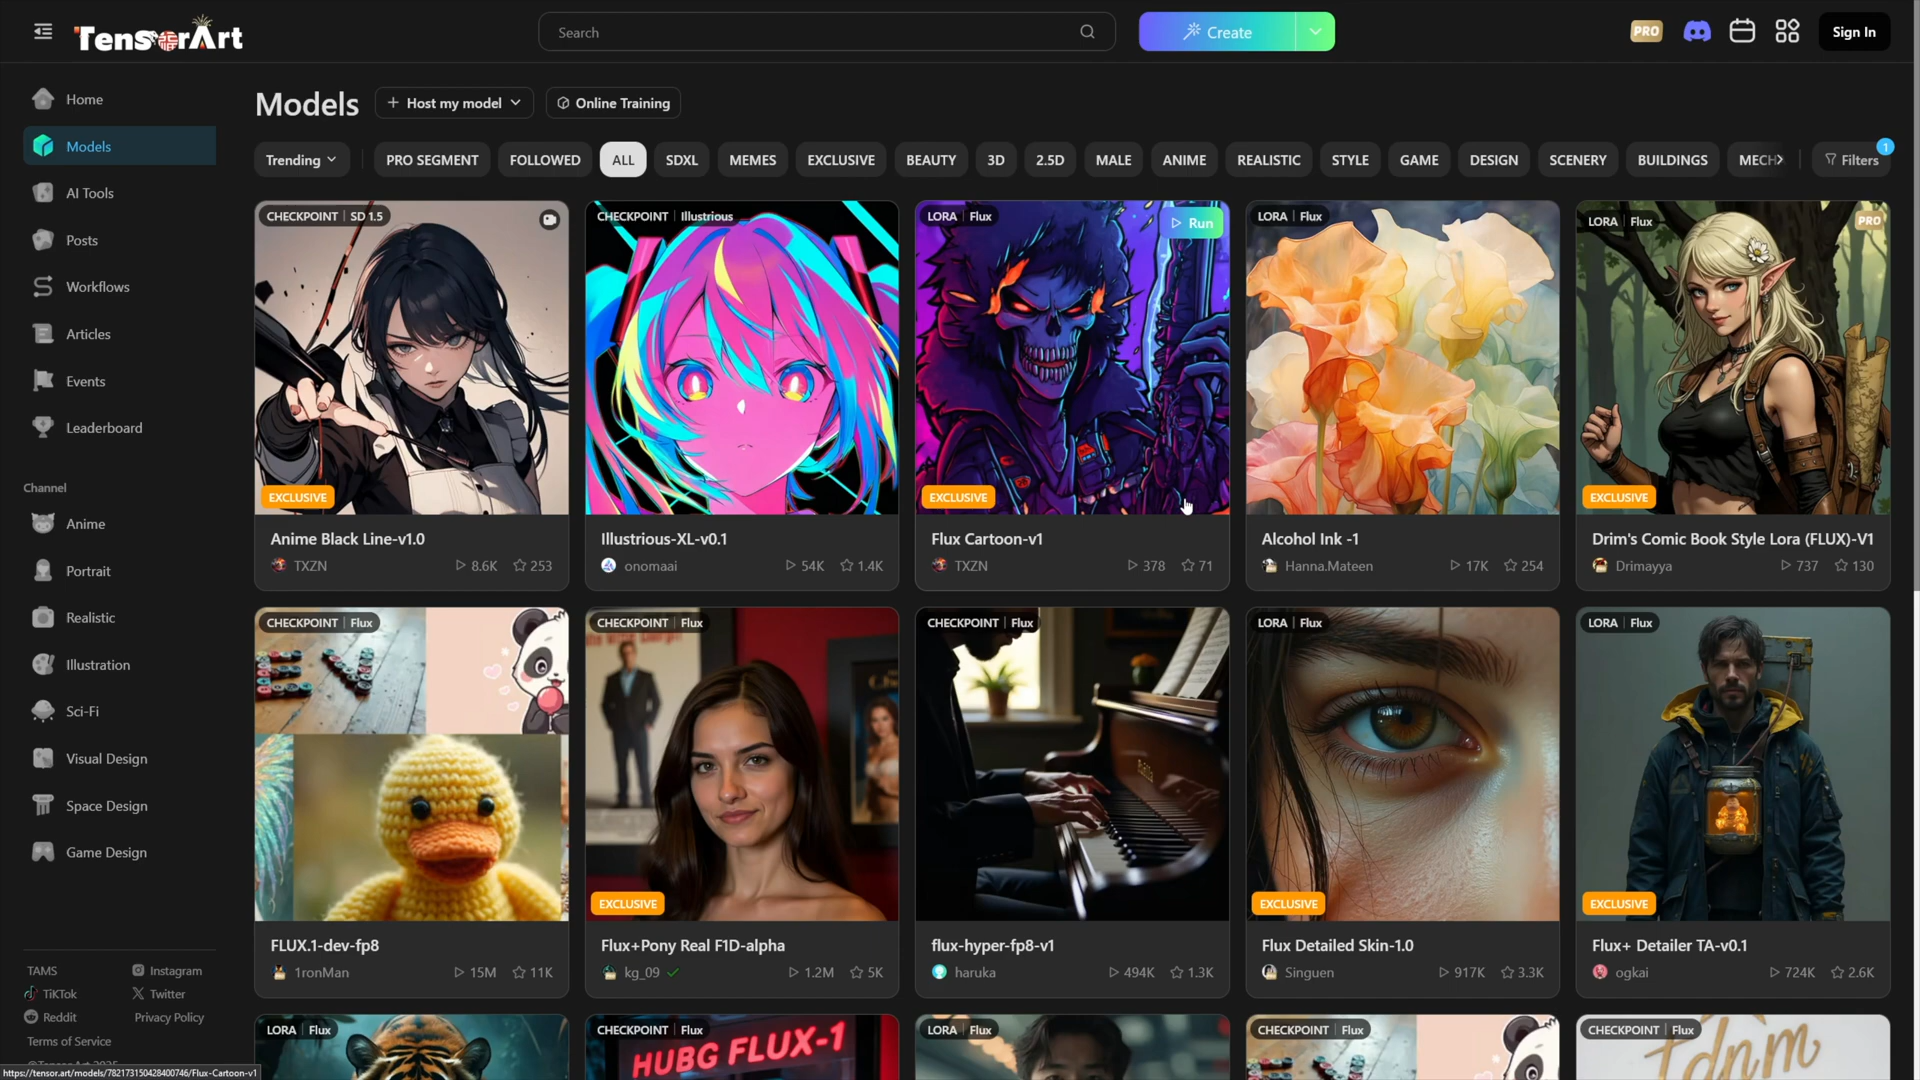 TensorArt
Search
Create
PRO
Sign In
Home
Models
AI Tools
Posts
Workflows
Articles
Events
Leaderboard
Channel
Anime
Portrait
Realistic
Illustration
Sci-Fi
Visual Design
Space Design
Game Design
TAMS
Instagram
TikTok
Twitter
Reddit
Privacy Policy
Terms of Service
https://tensor.art/models/782173150428400746/Flux-Cartoon-v1
Models
Host my model
Online Training
Trending
PRO SEGMENT
FOLLOWED
ALL
SDXL
MEMES
EXCLUSIVE
BEAUTY
3D
2.5D
MALE
ANIME
REALISTIC
STYLE
GAME
DESIGN
SCENERY
BUILDINGS
MECH
Filters
1
CHECKPOINT | SD 1.5
EXCLUSIVE
Anime Black Line-v1.0
TXZN 8.6K 253
CHECKPOINT | Illustrious
Illustrious-XL-v0.1
onomaai 54K 1.4K
LORA | Flux
Run
EXCLUSIVE
Flux Cartoon-v1
TXZN 378 71
LORA | Flux
Alcohol Ink -1
Hanna.Mateen 17K 254
LORA | Flux
PRO
EXCLUSIVE
Drim's Comic Book Style Lora (FLUX)-V1
Drimayya 737 130
CHECKPOINT | Flux
FLUX.1-dev-fp8
1ronMan 15M 11K
CHECKPOINT | Flux
EXCLUSIVE
Flux+Pony Real F1D-alpha
kg_09 1.2M 5K
CHECKPOINT | Flux
flux-hyper-fp8-v1
haruka 494K 1.3K
LORA | Flux
EXCLUSIVE
Flux Detailed Skin-1.0
Singuen 917K 3.3K
LORA | Flux
EXCLUSIVE
Flux+ Detailer TA-v0.1
ogkai 724K 2.6K
LORA | Flux
CHECKPOINT | Flux
HUBG FLUX-1
LORA | Flux
CHECKPOINT | Flux
CHECKPOINT | Flux